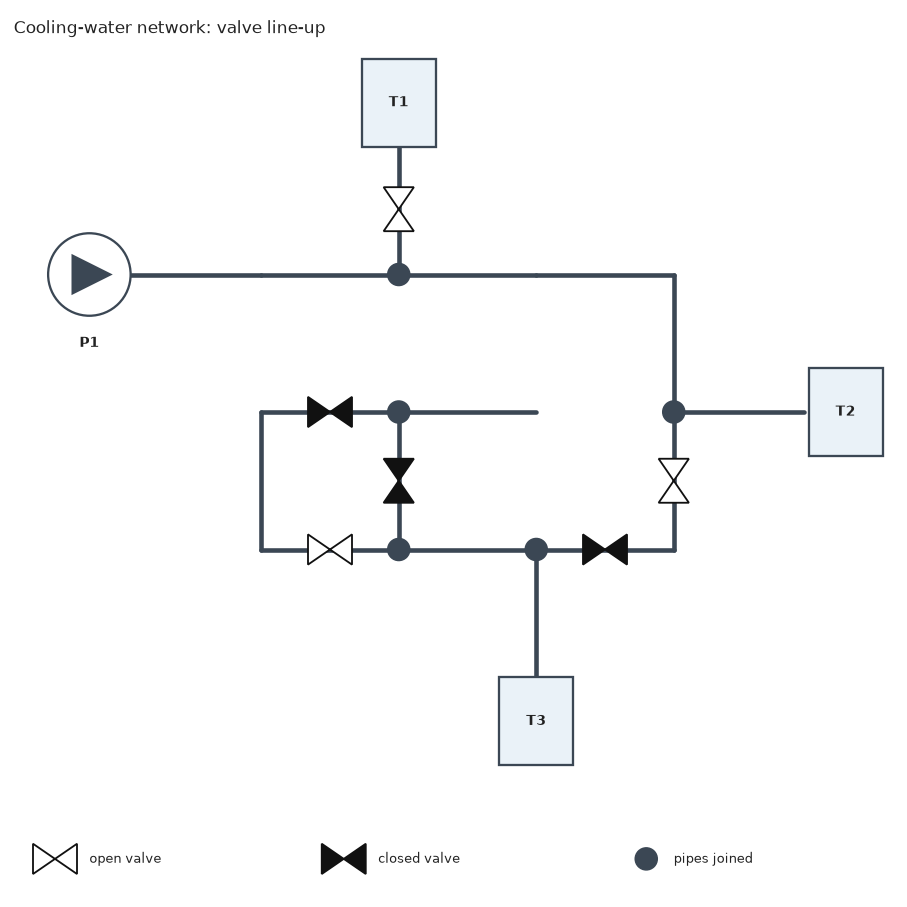 Cooling-water network: valve line-up
T1
P1
T2
T3
open valve
closed valve
pipes joined